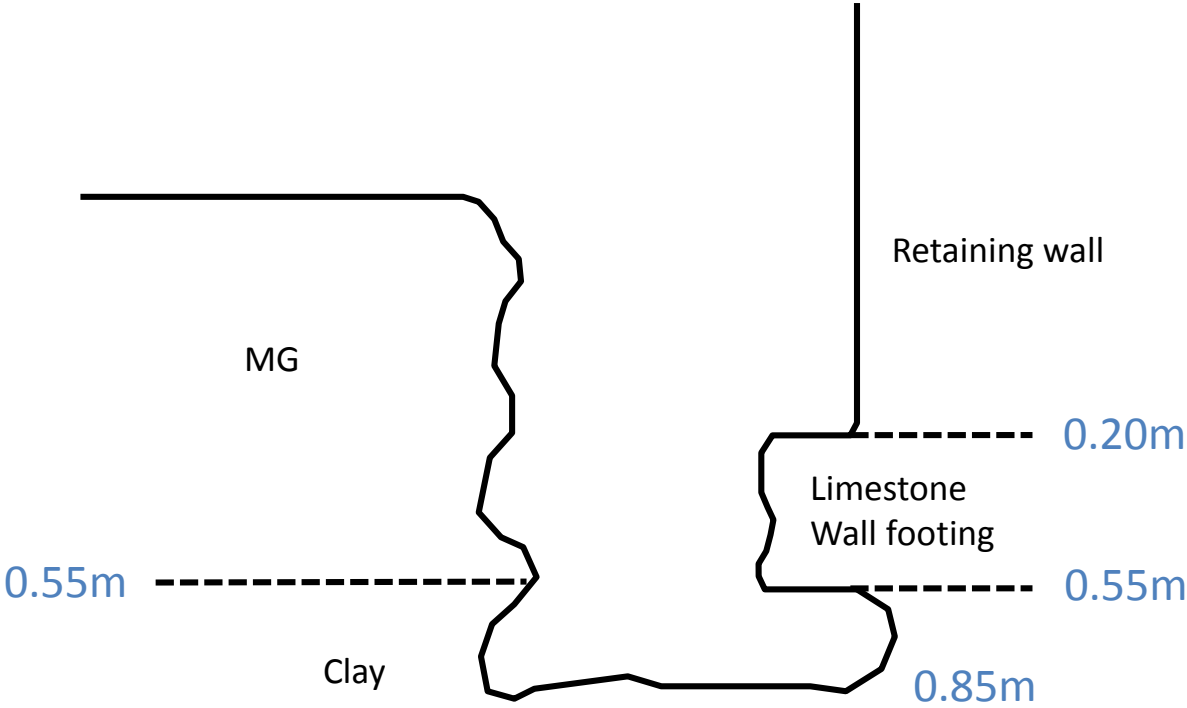 Retaining wall
MG
0.20m
Limestone
Wall footing
0.55m
0.55m
Clay
0.85m